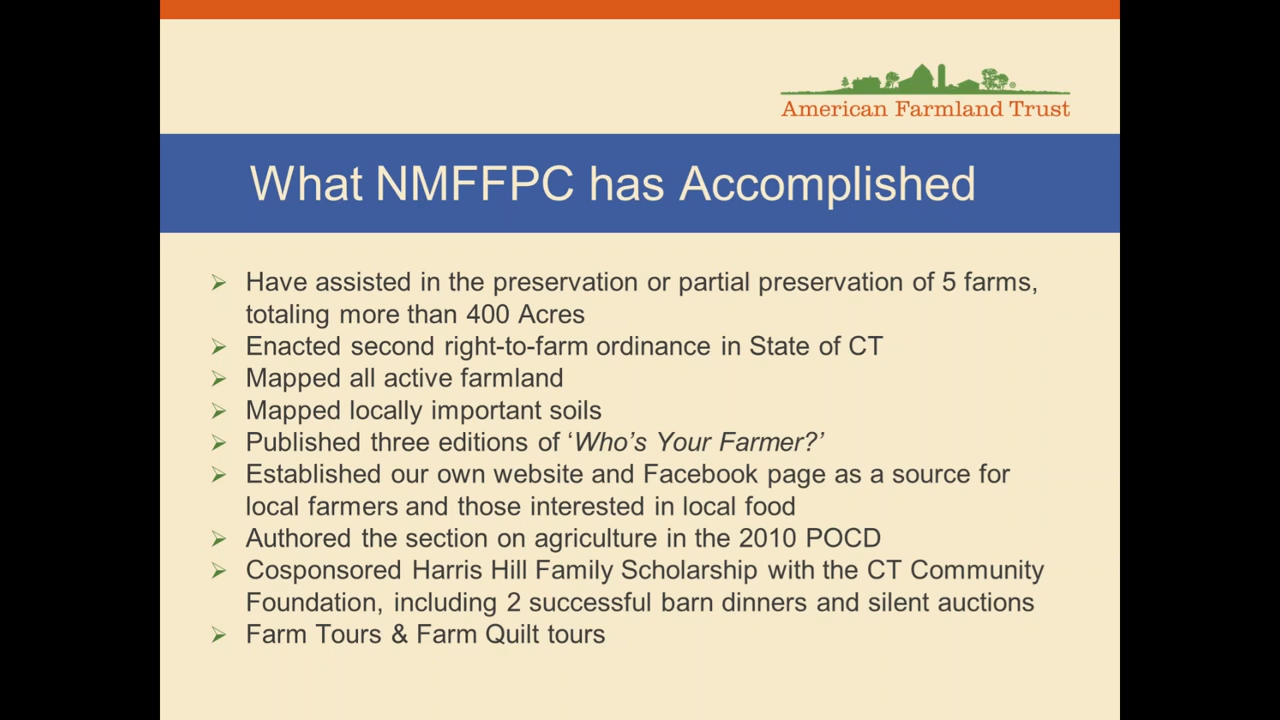 American Farmland Trust
What NMFFPC has Accomplished
Have assisted in the preservation or partial preservation of 5 farms,
totaling more than 400 Acres
Enacted second right-to-farm ordinance in State of CT
Mapped all active farmland
Mapped locally important soils
Published three editions of ‘Who’s Your Farmer?’
Established our own website and Facebook page as a source for
local farmers and those interested in local food
Authored the section on agriculture in the 2010 POCD
Cosponsored Harris Hill Family Scholarship with the CT Community
Foundation, including 2 successful barn dinners and silent auctions
Farm Tours & Farm Quilt tours